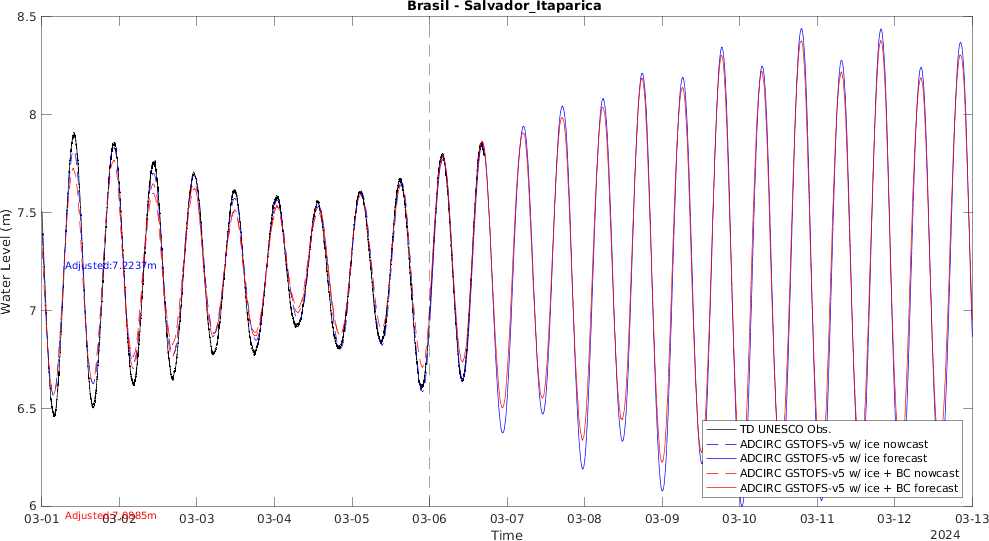 Brasil - Salvador_Itaparica
8.5
8
7.5
7
6.5
6
Water Level (m)
Adjusted:7.2237m
TD UNESCO Obs.
ADCIRC GSTOFS-v5 w/ ice nowcast
ADCIRC GSTOFS-v5 w/ ice forecast
ADCIRC GSTOFS-v5 w/ ice + BC nowcast
ADCIRC GSTOFS-v5 w/ ice + BC forecast
03-01 03-02 03-03 03-04 03-05 03-06 03-07 03-08 03-09 03-10 03-11 03-12 03-13
Time
2024